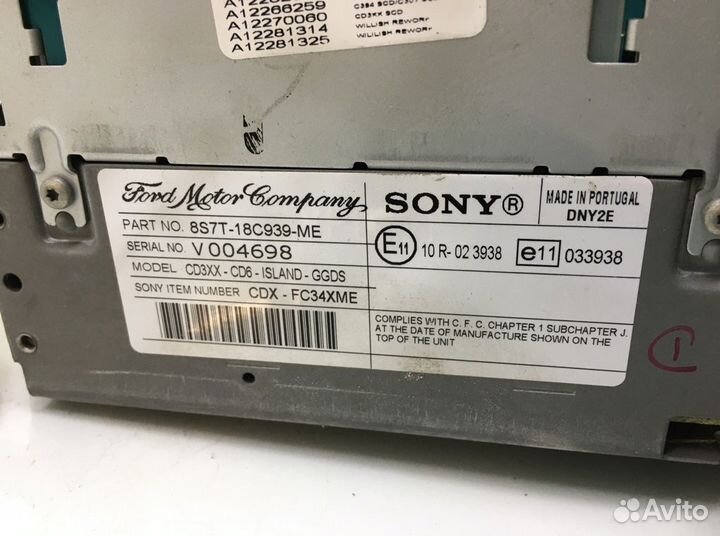 A12266259
A12270060
A12281314
A12281325
CD3XX SCD
WILLISH REWORK
Ford Motor Company
SONY®
MADE IN PORTUGAL
DNY2E
PART NO. 8S7T-18C939-ME
SERIAL NO. V004698
MODEL CD3XX - CD6 - ISLAND - GGDS
SONY ITEM NUMBER CDX - FC34XME
E11 10 R- 02 3938 e11 033938
COMPLIES WITH C. F. C. CHAPTER 1 SUBCHAPTER J.
AT THE DATE OF MANUFACTURE SHOWN ON THE
TOP OF THE UNIT
1
Avito